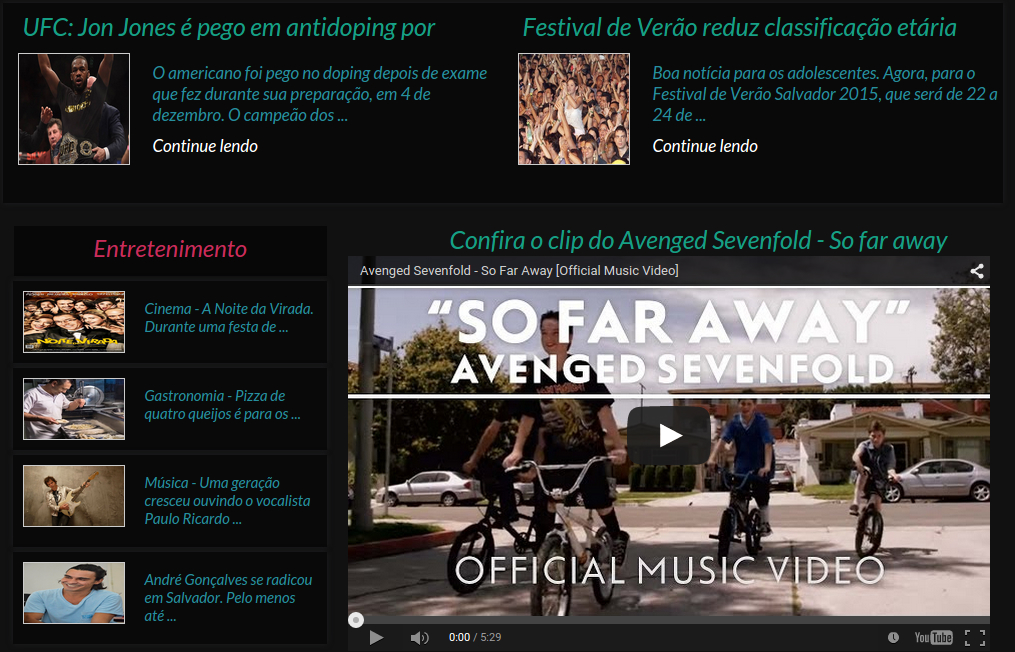 UFC: Jon Jones é pego em antidoping por
O americano foi pego no doping depois de exame
que fez durante sua preparação, em 4 de
dezembro. O campeão dos ...
Continue lendo
Festival de Verão reduz classificação etária
Boa notícia para os adolescentes. Agora, para o
Festival de Verão Salvador 2015, que será de 22 a
24 de ...
Continue lendo
Entretenimento
Cinema - A Noite da Virada.
Durante uma festa de ...
Gastronomia - Pizza de
quatro queijos é para os ...
Música - Uma geração
cresceu ouvindo o vocalista
Paulo Ricardo ...
André Gonçalves se radicou
em Salvador. Pelo menos
até ...
Confira o clip do Avenged Sevenfold - So far away
Avenged Sevenfold - So Far Away [Official Music Video]
“SO FAR AWAY”
AVENGED SEVENFOLD
OFFICIAL MUSIC VIDEO
0:00 / 5:29
YouTube